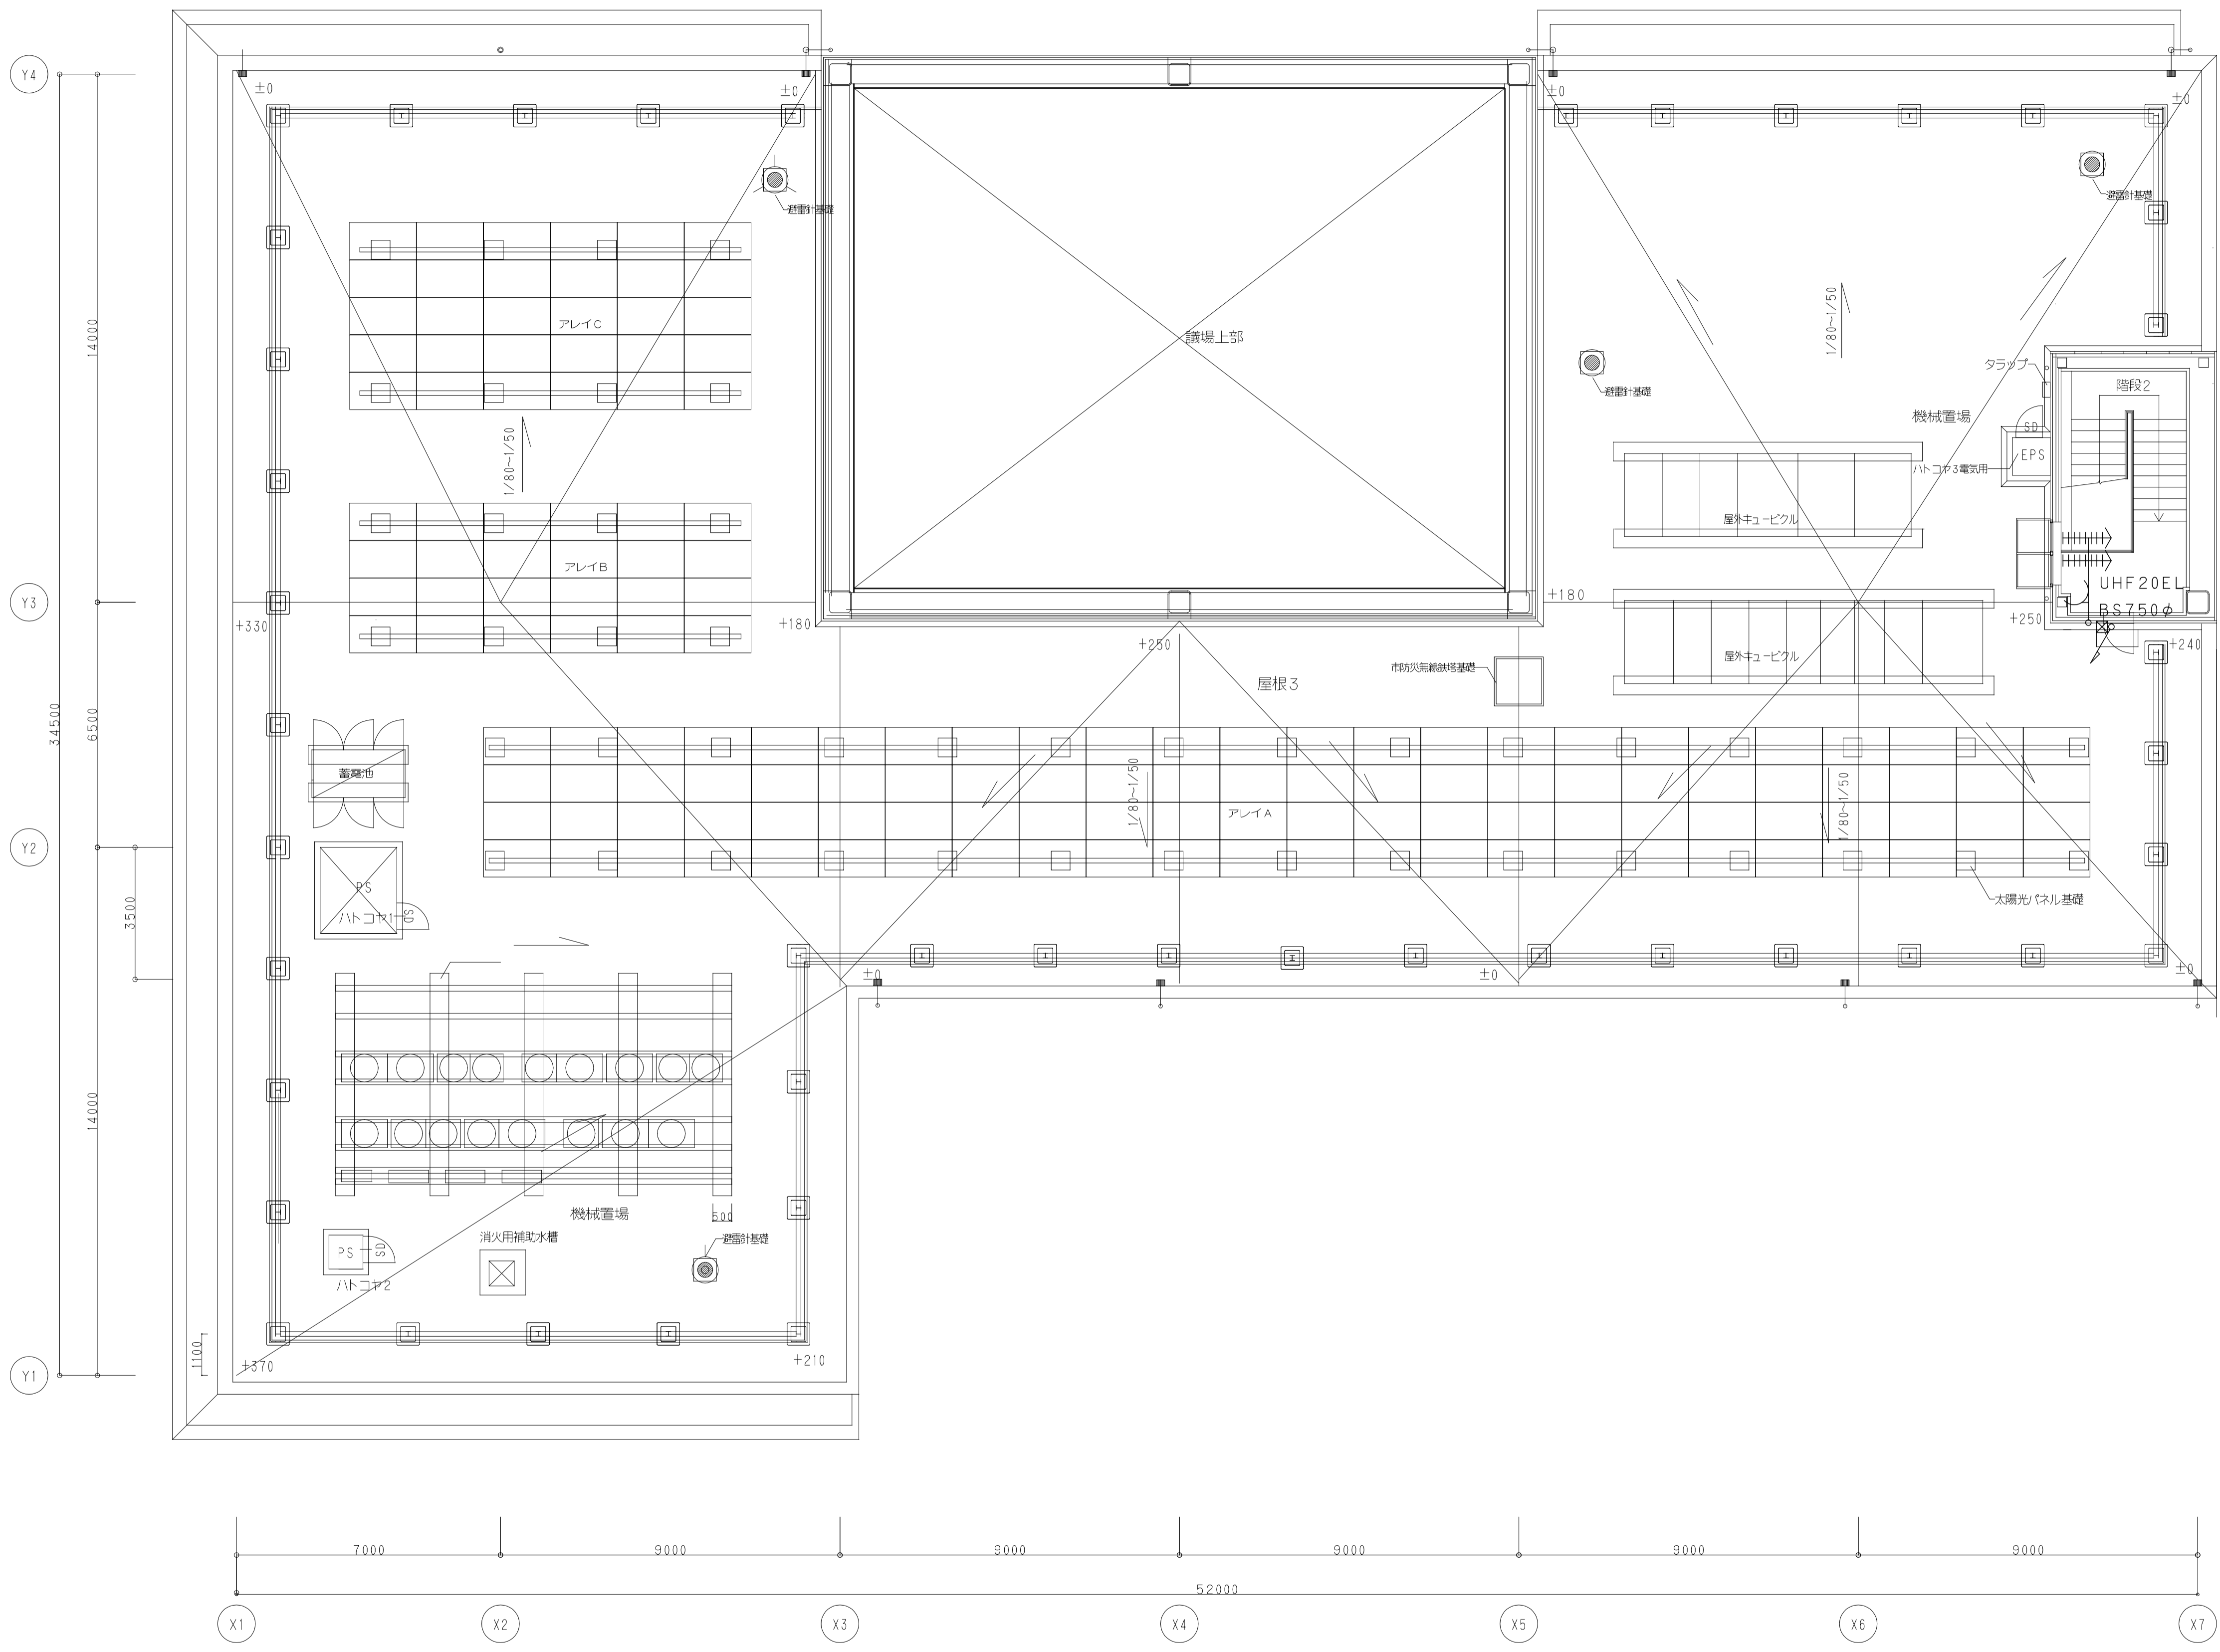 Y4
±0
±0
±0
±0
避雷針基礎
避雷針基礎
14000
アレイC
議場上部
1/80~1/50
タラップ
階段2
避雷針基礎
機械置場
SD
EPS
ハトコヤ3電気用
1/80~1/50
屋外キュービクル
アレイB
UHF20EL
BS750φ
Y3
+330
+180
+180
+250
+250
+240
屋外キュービクル
市防災無線鉄塔基礎
屋根3
34500
6500
蓄電池
1/80~1/50
1/80~1/50
アレイA
Y2
PS
SD
ハトコヤ1
太陽光パネル基礎
3500
±0
±0
±0
14000
機械置場
500
消火用補助水槽
避雷針基礎
PS
SD
ハトコヤ2
1100
+370
+210
Y1
7000
9000
9000
9000
9000
9000
52000
X1
X2
X3
X4
X5
X6
X7